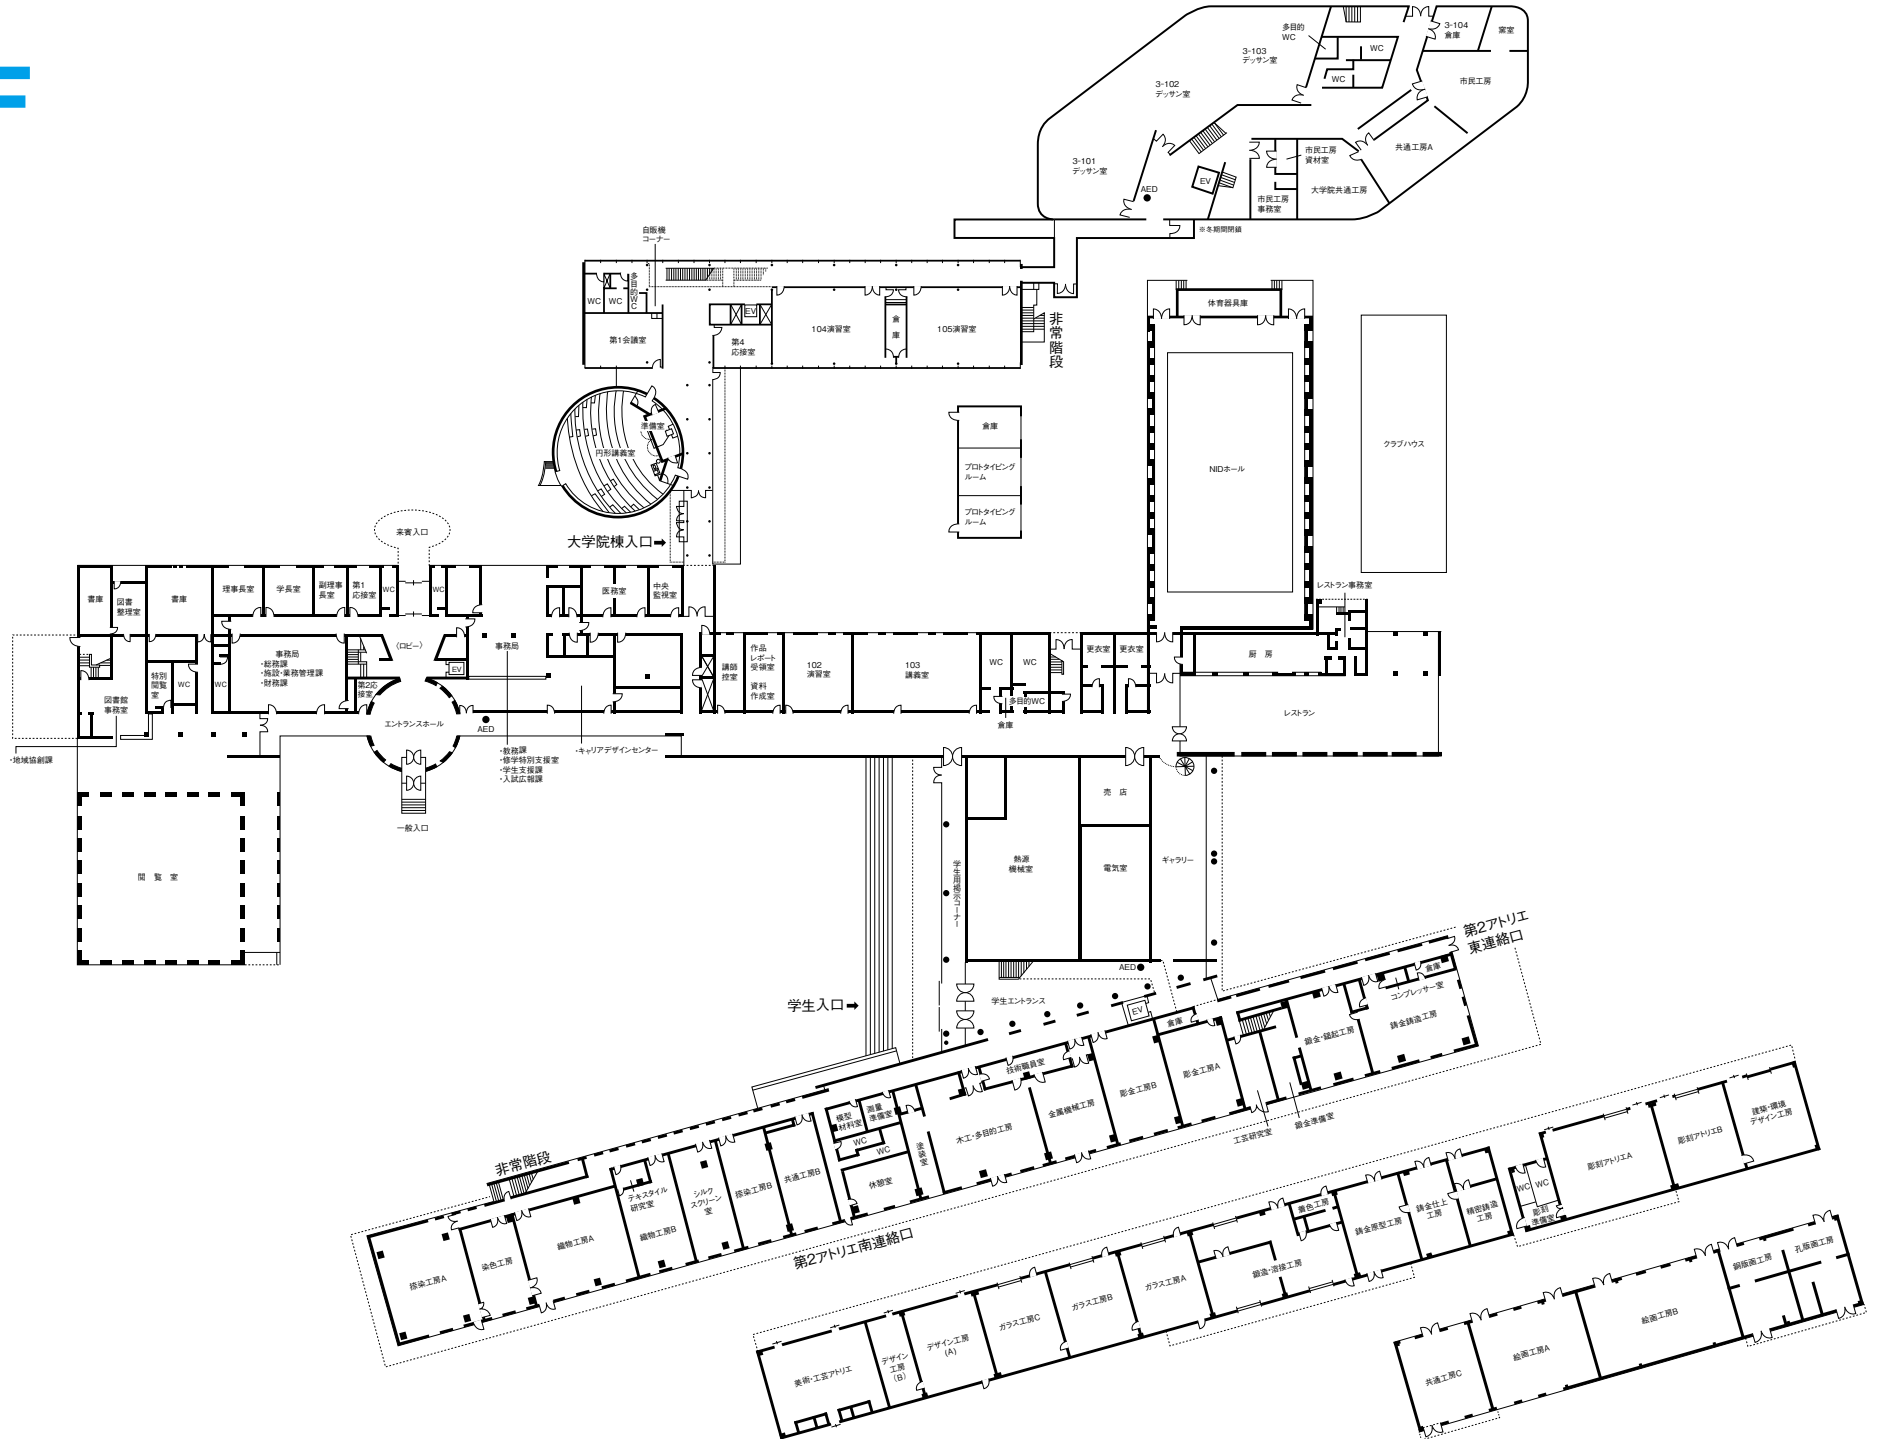 多目的
WC
3-104
倉庫
窯室
3-103
デッサン室
WC
WC
市民工房
3-102
デッサン室
共通工房A
市民工房
資材室
3-101
デッサン室
EV
AED
大学院共通工房
市民工房
事務室
※冬期間閉鎖
自販機
コーナー
多目的WC
WC
WC
EV
第1会議室
第4
応接室
104演習室
倉庫
105演習室
非常階段
体育器具庫
準備室
円形講義室
倉庫
プロトタイピング
ルーム
プロトタイピング
ルーム
NIDホール
クラブハウス
大学院棟入口
来賓入口
書庫
図書
整理室
書庫
理事長室
学長室
副理事
長室
第1
応接室
WC
WC
医務室
中央
監視室
レストラン事務室
事務局
・総務課
・施設・業務管理課
・財務課
〈ロビー〉
EV
事務局
講師
控室
作品
レポート
受領室
資料
作成室
102
演習室
103
講義室
WC
WC
更衣室
更衣室
厨 房
特別
閲覧
室
WC
WC
第2応
接室
図書館
事務室
エントランスホール
AED
多目的WC
倉庫
レストラン
・地域協創課
・教務課
・修学特別支援室
・学生支援課
・入試広報課
・キャリアデザインセンター
一般入口
売 店
閲 覧 室
学生用掲示コーナー
熱源
機械室
電気室
ギャラリー
AED
学生入口
学生エントランス
第2アトリエ
東連絡口
EV
倉庫
倉庫
コンプレッサー室
鋳金鋳造工房
鍛金・鎚起工房
彫金工房A
彫金工房B
金属機械工房
技術職員室
木工・多目的工房
塗装室
工芸研究室
鍛金準備室
模型
材料室
測量
準備室
WC
WC
休憩室
共通工房B
捺染工房B
シルク
スクリーン
室
テキスタイル
研究室
織物工房B
織物工房A
染色工房
捺染工房A
非常階段
第2アトリエ南連絡口
建築・環境
デザイン工房
彫刻アトリエB
彫刻アトリエA
WC
WC
彫刻
準備室
精密鋳造
工房
鋳金仕上
工房
鋳金原型工房
着色工房
鍛造・溶接工房
ガラス工房A
ガラス工房B
ガラス工房C
デザイン工房
(A)
デザイン
工房
(B)
美術・工芸アトリエ
孔版画工房
銅版画工房
絵画工房B
絵画工房A
共通工房C